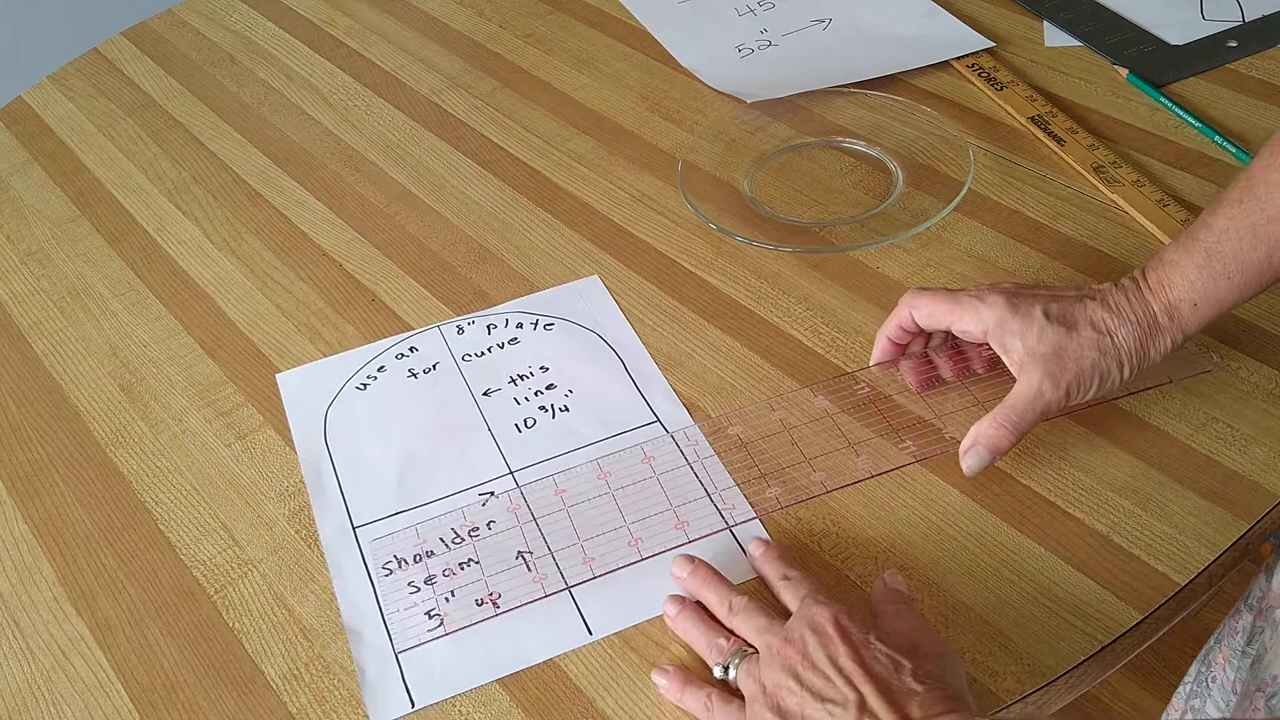 45
52" →
STORES
use an 8" plate
for curve
← this
line
10 3/4"
shoulder →
seam ↑
5" up